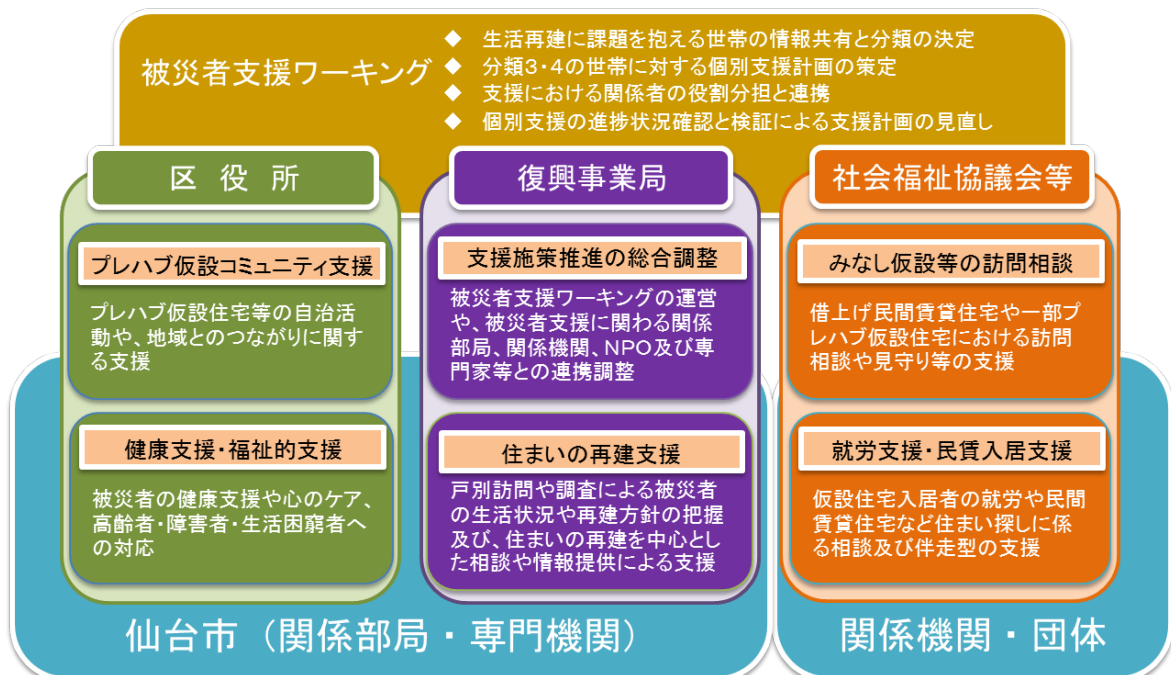 被災者支援ワーキング
◆ 生活再建に課題を抱える世帯の情報共有と分類の決定
◆ 分類３・４の世帯に対する個別支援計画の策定
◆ 支援における関係者の役割分担と連携
◆ 個別支援の進捗状況確認と検証による支援計画の見直し
区 役 所
プレハブ仮設コミュニティ支援
プレハブ仮設住宅等の自治活
動や、地域とのつながりに関す
る支援
健康支援・福祉的支援
被災者の健康支援や心のケア、
高齢者・障害者・生活困窮者へ
の対応
復興事業局
支援施策推進の総合調整
被災者支援ワーキングの運営
や、被災者支援に関わる関係
部局、関係機関、ＮＰＯ及び専
門家等との連携調整
住まいの再建支援
戸別訪問や調査による被災者
の生活状況や再建方針の把握
及び、住まいの再建を中心とし
た相談や情報提供による支援
社会福祉協議会等
みなし仮設等の訪問相談
借上げ民間賃貸住宅や一部プ
レハブ仮設住宅における訪問
相談や見守り等の支援
就労支援・民賃入居支援
仮設住宅入居者の就労や民間
賃貸住宅など住まい探しに係
る相談及び伴走型の支援
仙台市（関係部局・専門機関）
関係機関・団体